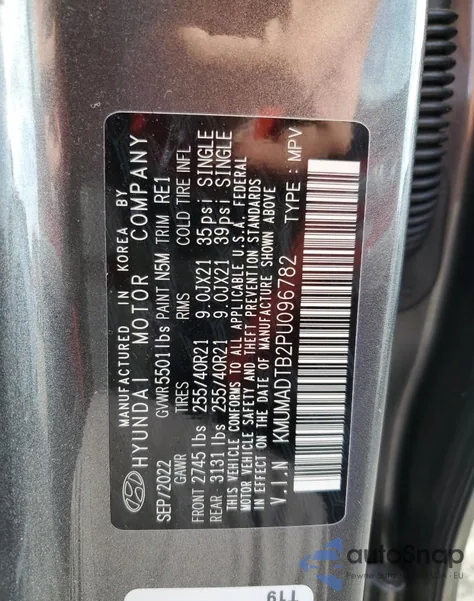 MANUFACTURED IN KOREA BY
HYUNDAI MOTOR COMPANY
SEP/2022 GVWR 5501 lbs PAINT N5M TRIM RE1
GAWR TIRES RIMS COLD TIRE INFL
FRONT 2745 lbs 255/40R21 9.0JX21 35psi SINGLE
REAR 3131 lbs 255/40R21 9.0JX21 39psi SINGLE
THIS VEHICLE CONFORMS TO ALL APPLICABLE U.S.A. FEDERAL
MOTOR VEHICLE SAFETY AND THEFT PREVENTION STANDARDS
IN EFFECT ON THE DATE OF MANUFACTURE SHOWN ABOVE
V.I.N KMUMADTB2PU096782 TYPE : MPV
T19
autoSnap